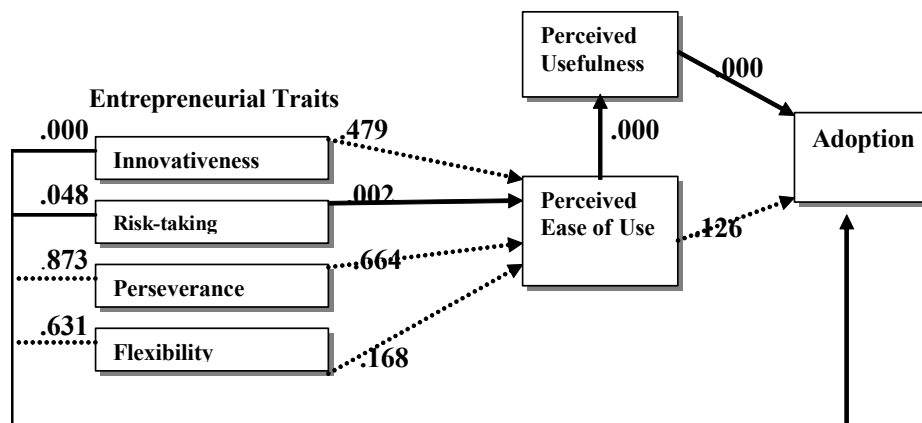 Perceived
Usefulness
.000
Entrepreneurial Traits
.000
.479
.000
Adoption
Innovativeness
.048
.002
Perceived
Ease of Use
Risk-taking
.126
.873
.664
Perseverance
.631
Flexibility
.168